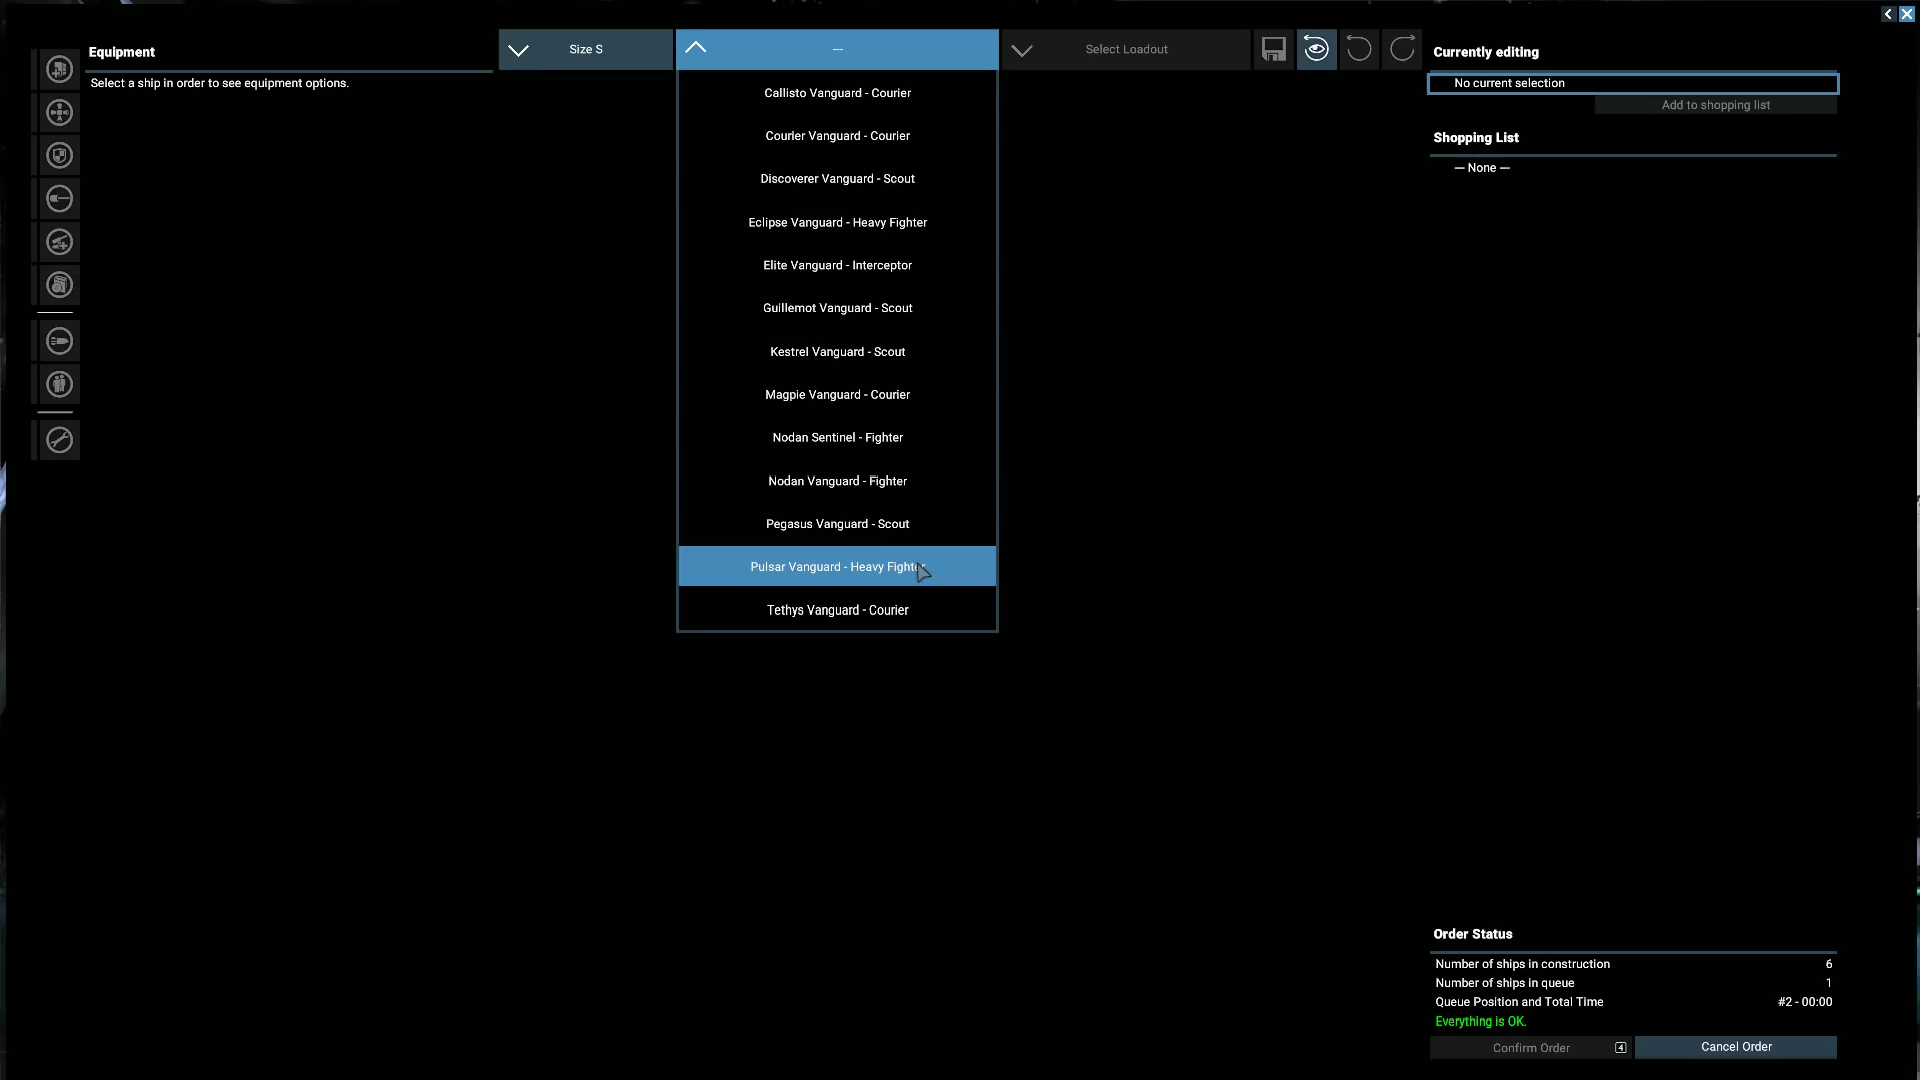 Equipment
Select a ship in order to see equipment options.
Size S
---
Callisto Vanguard - Courier
Courier Vanguard - Courier
Discoverer Vanguard - Scout
Eclipse Vanguard - Heavy Fighter
Elite Vanguard - Interceptor
Guillemot Vanguard - Scout
Kestrel Vanguard - Scout
Magpie Vanguard - Courier
Nodan Sentinel - Fighter
Nodan Vanguard - Fighter
Pegasus Vanguard - Scout
Pulsar Vanguard - Heavy Fighter
Tethys Vanguard - Courier
Select Loadout
Currently editing
No current selection
Add to shopping list
Shopping List
— None —
Order Status
Number of ships in construction 6
Number of ships in queue 1
Queue Position and Total Time #2 - 00:00
Everything is OK.
Confirm Order 4
Cancel Order